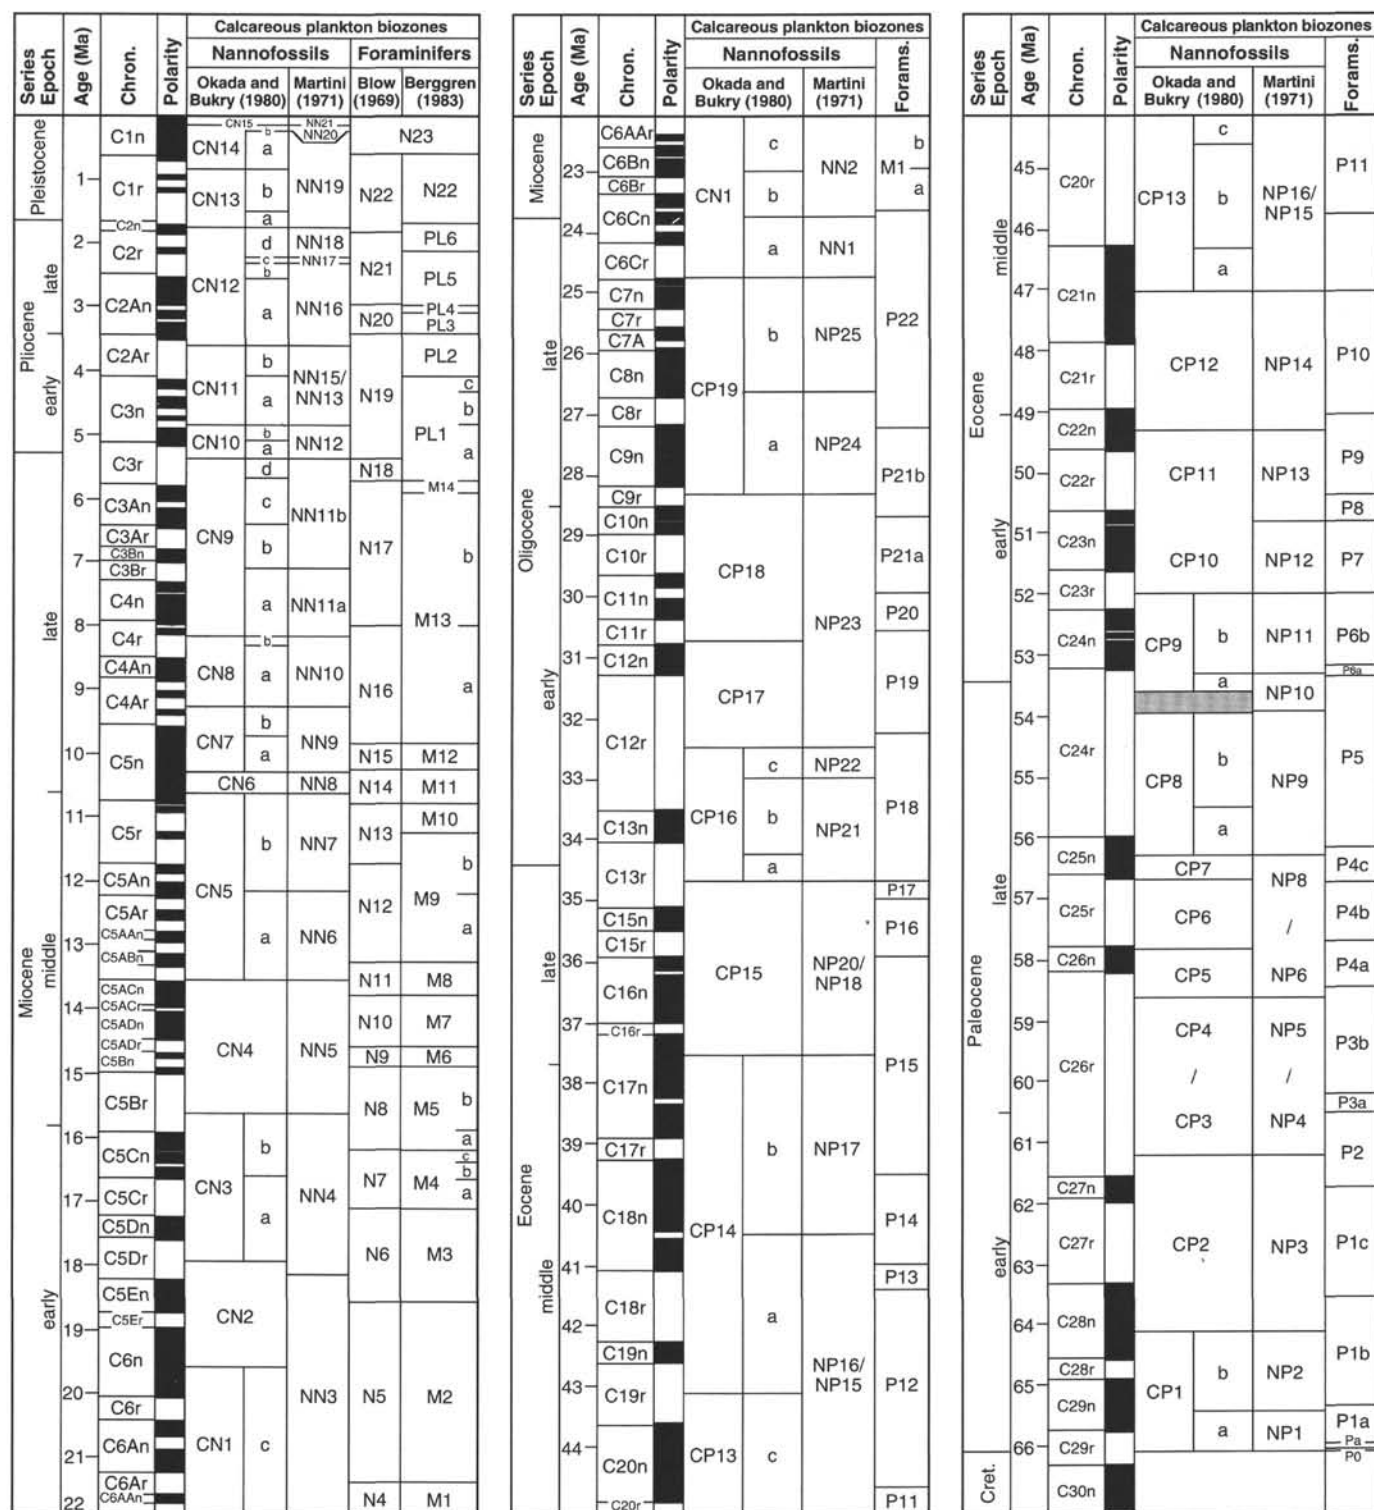 Series
Epoch
Age (Ma)
Chron.
Polarity
Calcareous plankton biozones
Nannofossils
Foraminifers
Okada and
Bukry (1980)
Martini
(1971)
Blow
(1969)
Berggren
(1983)
Pleistocene
Pliocene
late
early
Miocene
late
middle
early
1
2
3
4
5
6
7
8
9
10
11
12
13
14
15
16
17
18
19
20
21
22
C1n
C1r
C2n
C2r
C2An
C2Ar
C3n
C3r
C3An
C3Ar
C3Bn
C3Br
C4n
C4r
C4An
C4Ar
C5n
C5r
C5An
C5Ar
C5AAn
C5ABn
C5ACn
C5ACr
C5ADn
C5ADr
C5Bn
C5Br
C5Cn
C5Cr
C5Dn
C5Dr
C5En
C5Er
C6n
C6r
C6An
C6Ar
C6AAn
CN15
CN14
b
a
CN13
b
a
CN12
d
c
b
a
CN11
b
a
CN10
b
a
CN9
d
c
b
a
CN8
b
a
CN7
b
a
CN6
CN5
b
a
CN4
CN3
b
a
CN2
CN1
c
NN21
NN20
NN19
NN18
NN17
NN16
NN15/
NN13
NN12
NN11b
NN11a
NN10
NN9
NN8
NN7
NN6
NN5
NN4
NN3
N23
N22
N21
N20
N19
N18
N17
N16
N15
N14
N13
N12
N11
N10
N9
N8
N7
N6
N5
N4
N22
PL6
PL5
PL4
PL3
PL2
PL1
c
b
a
M14
M13
b
a
M12
M11
M10
M9
b
a
M8
M7
M6
M5
b
a
M4
c
b
a
M3
M2
M1
Series
Epoch
Age (Ma)
Chron.
Polarity
Calcareous plankton biozones
Nannofossils
Okada and
Bukry (1980)
Martini
(1971)
Forams.
Miocene
Oligocene
late
early
Eocene
late
middle
23
24
25
26
27
28
29
30
31
32
33
34
35
36
37
38
39
40
41
42
43
44
C6AAr
C6Bn
C6Br
C6Cn
C6Cr
C7n
C7r
C7A
C8n
C8r
C9n
C9r
C10n
C10r
C11n
C11r
C12n
C12r
C13n
C13r
C15n
C15r
C16n
C16r
C17n
C17r
C18n
C18r
C19n
C19r
C20n
C20r
CN1
c
b
a
CP19
b
a
CP18
CP17
CP16
c
b
a
CP15
CP14
b
a
CP13
c
NN2
NN1
NP25
NP24
NP23
NP22
NP21
NP20/
NP18
NP17
NP16/
NP15
M1
b
a
P22
P21b
P21a
P20
P19
P18
P17
P16
P15
P14
P13
P12
P11
Series
Epoch
Age (Ma)
Chron.
Polarity
Calcareous plankton biozones
Nannofossils
Okada and
Bukry (1980)
Martini
(1971)
Forams.
Eocene
middle
early
Paleocene
late
early
Cret.
45
46
47
48
49
50
51
52
53
54
55
56
57
58
59
60
61
62
63
64
65
66
C20r
C21n
C21r
C22n
C22r
C23n
C23r
C24n
C24r
C25n
C25r
C26n
C26r
C27n
C27r
C28n
C28r
C29n
C29r
C30n
CP13
c
b
a
CP12
CP11
CP10
CP9
b
a
CP8
b
a
CP7
CP6
CP5
CP4
/
CP3
CP2
CP1
b
a
NP16/
NP15
NP14
NP13
NP12
NP11
NP10
NP9
NP8
/
NP6
NP5
/
NP4
NP3
NP2
NP1
P11
P10
P9
P8
P7
P6b
P6a
P5
P4c
P4b
P4a
P3b
P3a
P2
P1c
P1b
P1a
Pa
P0